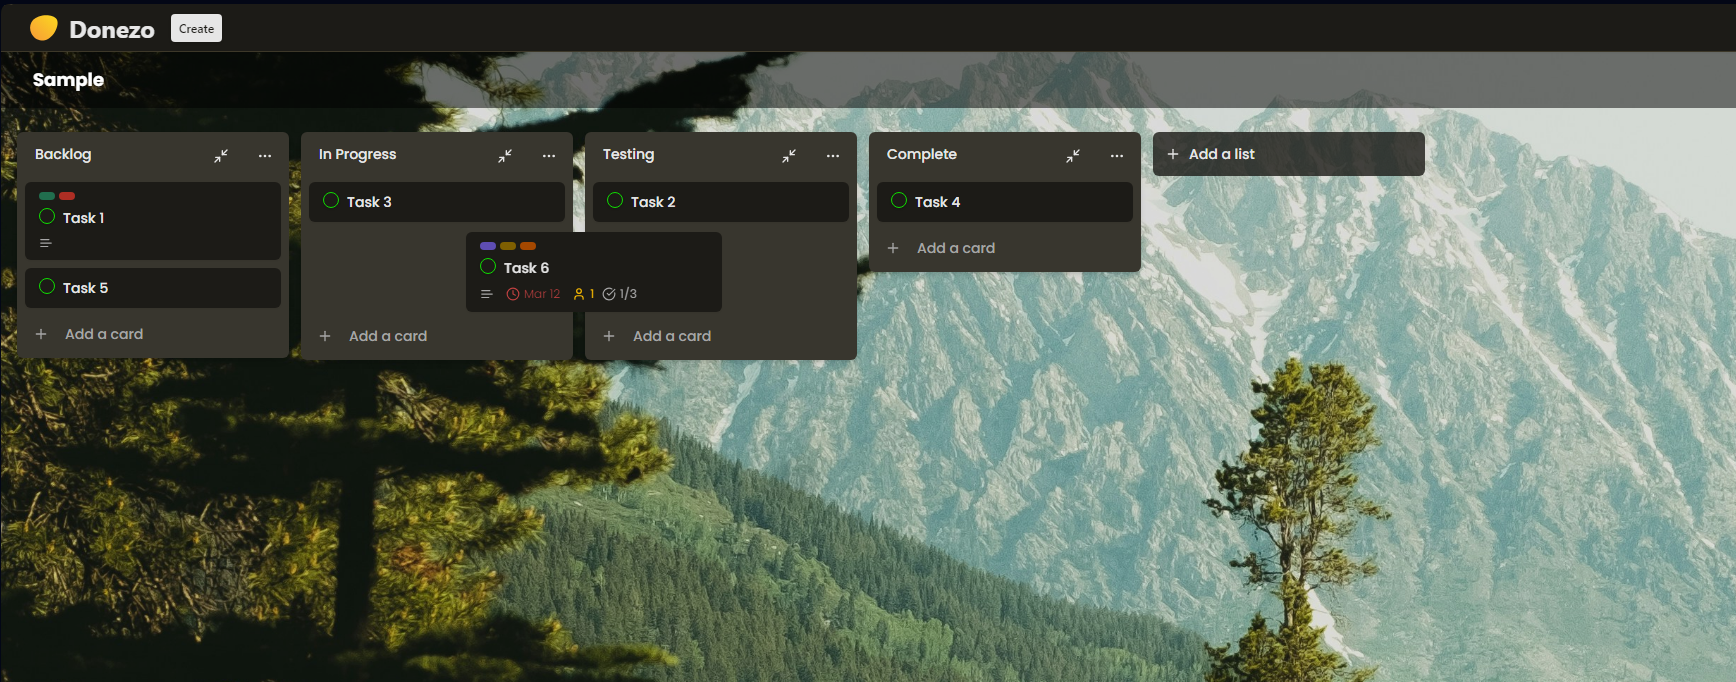 Donezo
Create
Sample
Backlog
Task 1
Task 5
Add a card
In Progress
Task 3
Add a card
Testing
Task 2
Add a card
Task 6
Mar 12 1 1/3
Complete
Task 4
Add a card
Add a list